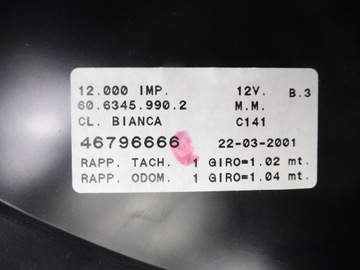 12.000 IMP. 12V. B.3
60.6345.990.2 M.M.
CL. BIANCA C141
46796666 22-03-2001
RAPP. TACH. 1 GIRO=1.02 mt.
RAPP. ODOM. 1 GIRO=1.04 mt.